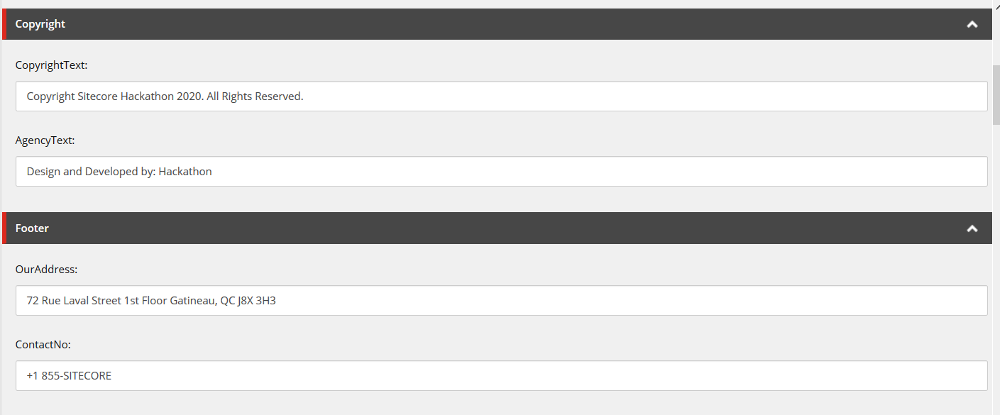 Copyright
CopyrightText:
Copyright Sitecore Hackathon 2020. All Rights Reserved.
AgencyText:
Design and Developed by: Hackathon
Footer
OurAddress:
72 Rue Laval Street 1st Floor Gatineau, QC J8X 3H3
ContactNo:
+1 855-SITECORE